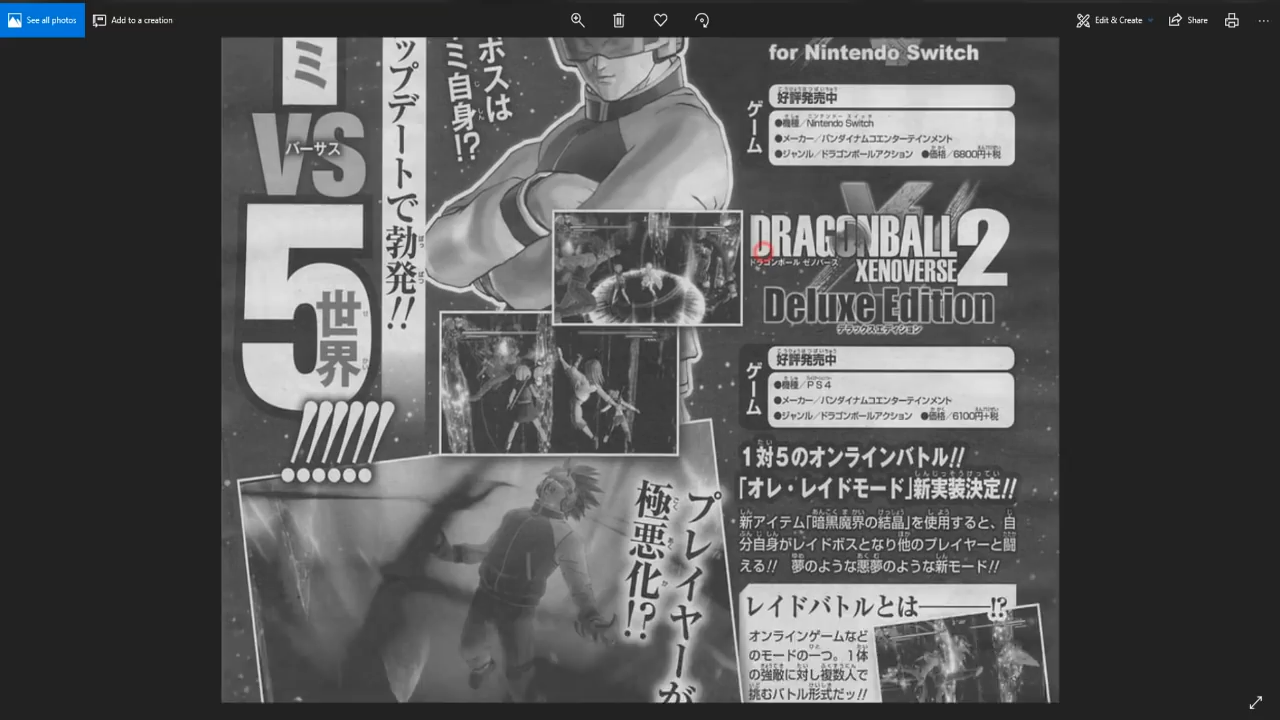 See all photos
Add to a creation
Edit & Create
Share
ミ
VS
バーサス
5
世界
せ
かい
!!!!!!
ップデートで勃発!!
ぼっ
ぱつ
ボスは
ミ自身!?
じ
しん
for Nintendo Switch
ゲーム
好評発売中
●機種/Nintendo Switch
●メーカー/バンダイナムコエンターテインメント
●ジャンル/ドラゴンボールアクション ●価格/6800円+税
DRAGONBALL
XENOVERSE 2
ドラゴンボール ゼノバース
Deluxe Edition
デラックスエディション
ゲーム
好評発売中
●機種/PS4
●メーカー/バンダイナムコエンターテインメント
●ジャンル/ドラゴンボールアクション ●価格/6100円+税
1対5のオンラインバトル!!
「オレ・レイドモード」新実装決定!!
新アイテム「暗黒魔界の結晶」を使用すると、自
分自身がレイドボスとなり他のプレイヤーと闘
える!! 夢のような悪夢のような新モード!!
プレイヤーが
極悪化!?
ごく
あく
か
レイドバトルとは――!?
オンラインゲームなど
のモードの一つ。1体
の強敵に対し複数人で
挑むバトル形式だッ!!